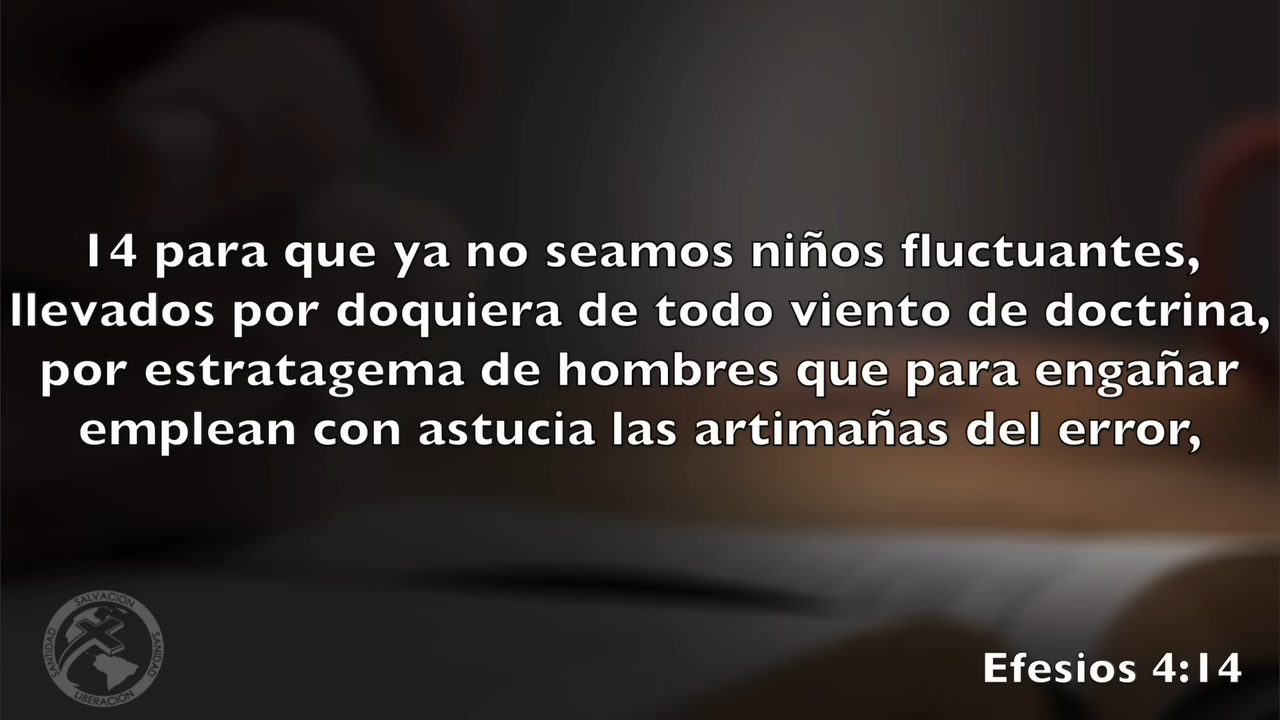 14 para que ya no seamos niños fluctuantes,
llevados por doquiera de todo viento de doctrina,
por estratagema de hombres que para engañar
emplean con astucia las artimañas del error,
SALVACION
SANTIDAD
SANIDAD
LIBERACION
Efesios 4:14